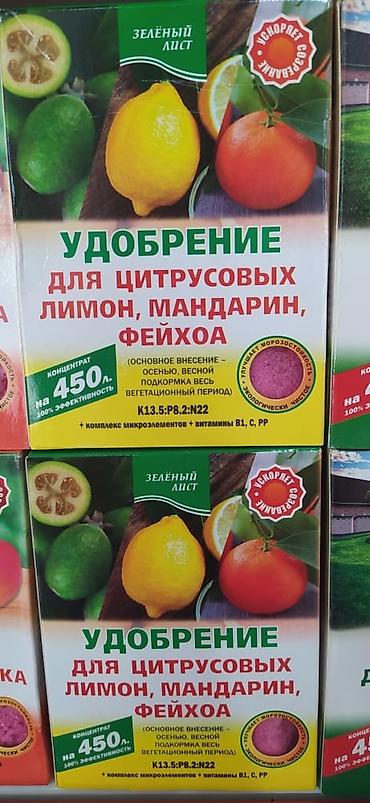 ЗЕЛЁНЫЙ
ЛИСТ
УСКОРЯЕТ
СОЗРЕВАНИЕ
УДОБРЕНИЕ
ДЛЯ ЦИТРУСОВЫХ
ЛИМОН, МАНДАРИН,
ФЕЙХОА
(ОСНОВНОЕ ВНЕСЕНИЕ –
ОСЕНЬЮ, ВЕСНОЙ
ПОДКОРМКА ВЕСЬ
ВЕГЕТАЦИОННЫЙ ПЕРИОД)
КОНЦЕНТРАТ
на 450л.
100% ЭФФЕКТИВНОСТЬ
УЛУЧШАЕТ МОРОЗОСТОЙКОСТЬ
ЭКОЛОГИЧЕСКИ ЧИСТОЕ
K13.5:P8.2:N22
+ комплекс микроэлементов + витамины B1, C, PP
ЗЕЛЁНЫЙ
ЛИСТ
УСКОРЯЕТ
СОЗРЕВАНИЕ
УДОБРЕНИЕ
ДЛЯ ЦИТРУСОВЫХ
ЛИМОН, МАНДАРИН,
ФЕЙХОА
(ОСНОВНОЕ ВНЕСЕНИЕ –
ОСЕНЬЮ, ВЕСНОЙ
ПОДКОРМКА ВЕСЬ
ВЕГЕТАЦИОННЫЙ ПЕРИОД)
КОНЦЕНТРАТ
на 450л.
100% ЭФФЕКТИВНОСТЬ
УЛУЧШАЕТ МОРОЗОСТОЙКОСТЬ
ЭКОЛОГИЧЕСКИ ЧИСТОЕ
K13.5:P8.2:N22
+ комплекс микроэлементов + витамины B1, C, PP